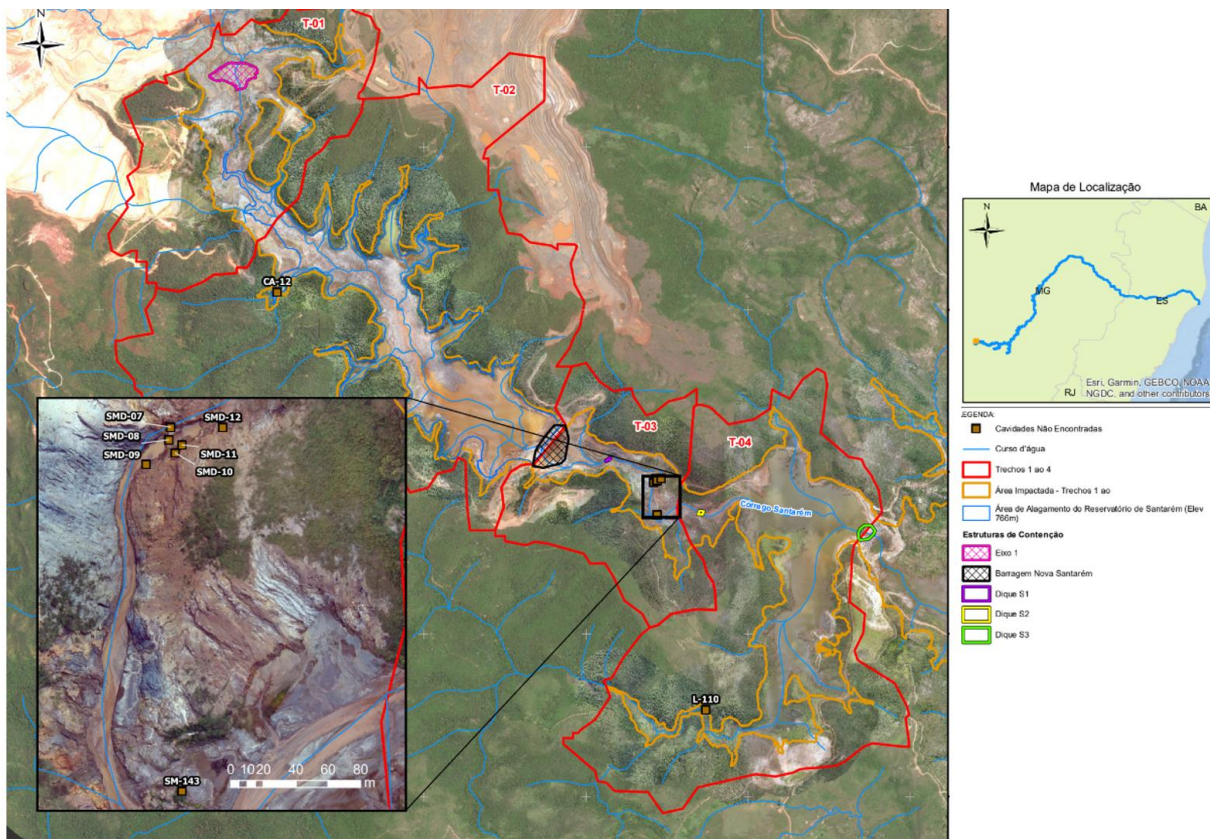 N
T-01
T-02
CA-12
T-03
T-04
Córrego Santarém
L-110
SMD-07
SMD-12
SMD-08
SMD-09
SMD-11
SMD-10
SM-143
0 10 20 40 60 80
m
Mapa de Localização
N
BA
MG
ES
RJ
Esri, Garmin, GEBCO, NOAA
NGDC, and other contributors
LEGENDA:
Cavidades Não Encontradas
Curso d'água
Trechos 1 ao 4
Área Impactada - Trechos 1 ao
Área de Alagamento do Reservatório de Santarém (Elev
766m)
Estruturas de Contenção
Eixo 1
Barragem Nova Santarém
Dique S1
Dique S2
Dique S3